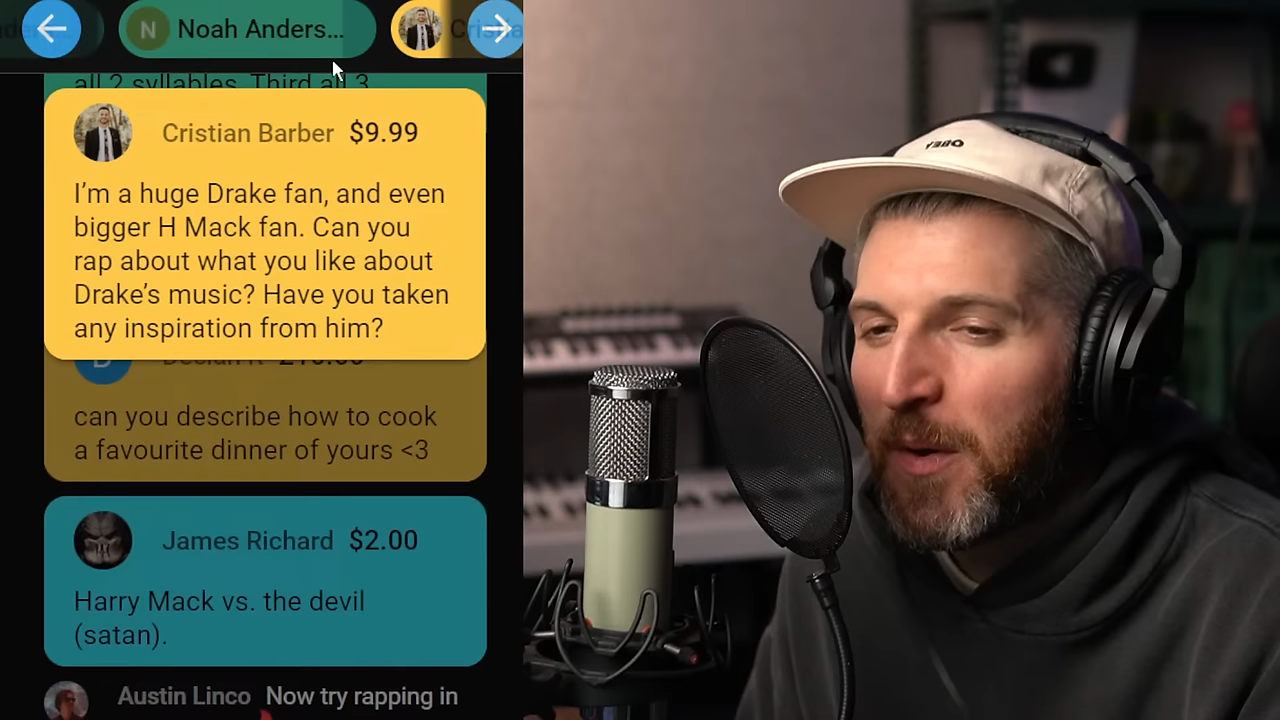 N Noah Anders...
all 2 syllables. Third all 3
Cristian Barber $9.99
I'm a huge Drake fan, and even
bigger H Mack fan. Can you
rap about what you like about
Drake's music? Have you taken
any inspiration from him?
can you describe how to cook
a favourite dinner of yours <3
James Richard $2.00
Harry Mack vs. the devil
(satan).
Austin Linco Now try rapping in
OBEY